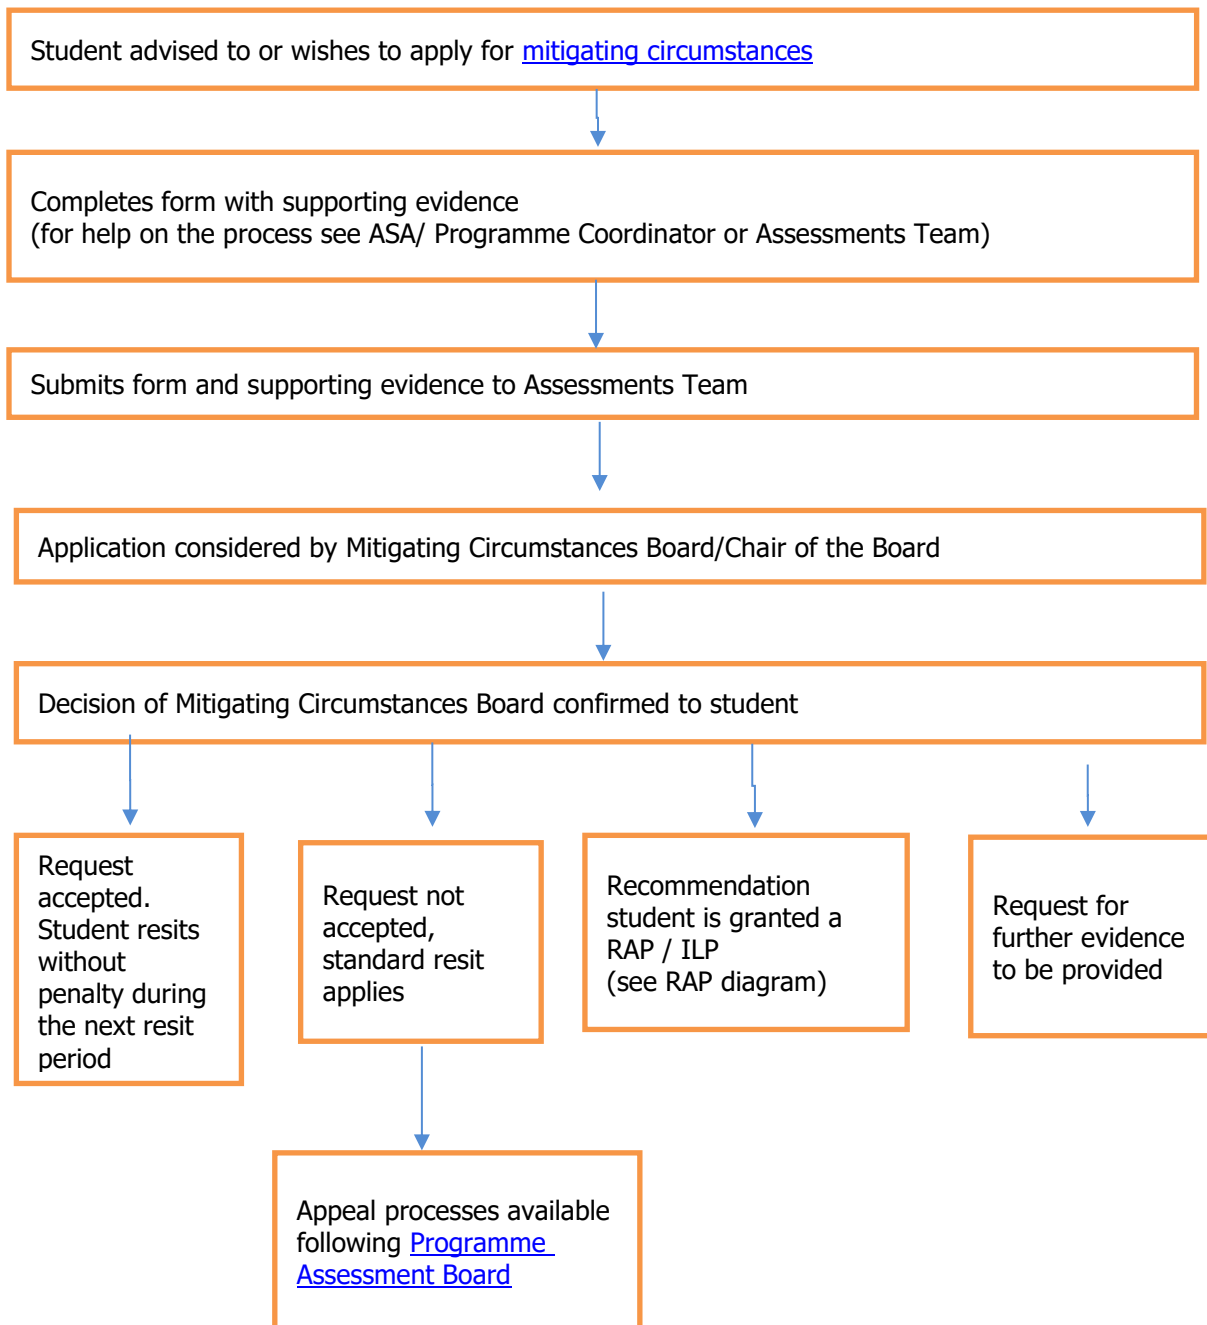 Student advised to or wishes to apply for mitigating circumstances
Completes form with supporting evidence
(for help on the process see ASA/ Programme Coordinator or Assessments Team)
Submits form and supporting evidence to Assessments Team
Application considered by Mitigating Circumstances Board/Chair of the Board
Decision of Mitigating Circumstances Board confirmed to student
Request
accepted.
Student resits
without
penalty during
the next resit
period
Request not
accepted,
standard resit
applies
Recommendation
student is granted a
RAP / ILP
(see RAP diagram)
Request for
further evidence
to be provided
Appeal processes available
following Programme
Assessment Board